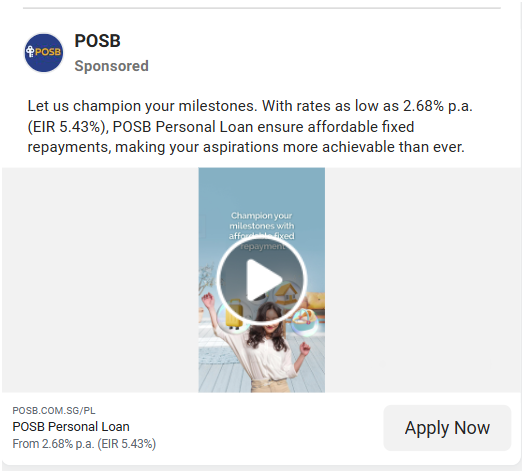 POSB
POSB
Sponsored
Let us champion your milestones. With rates as low as 2.68% p.a.
(EIR 5.43%), POSB Personal Loan ensure affordable fixed
repayments, making your aspirations more achievable than ever.
Champion your
milestones with
affordable fixed
repayment
POSB.COM.SG/PL
POSB Personal Loan
From 2.68% p.a. (EIR 5.43%)
Apply Now